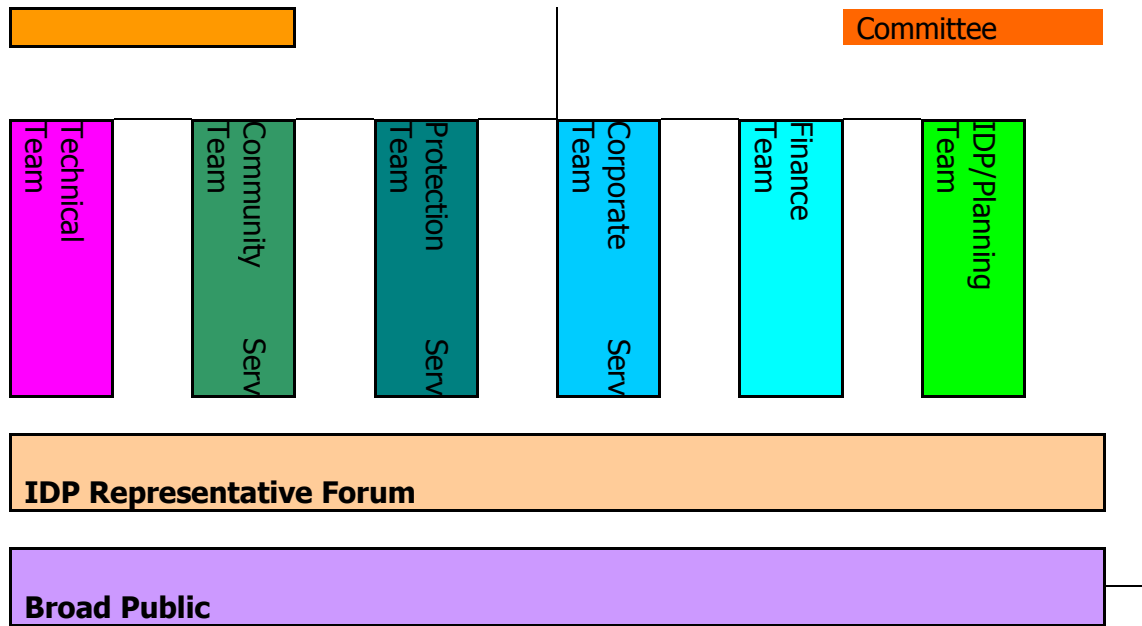 Committee
Technical
Team
Community Serv
Team
Protection Serv
Team
Corporate Serv
Team
Finance
Team
IDP/Planning
Team
IDP Representative Forum
Broad Public